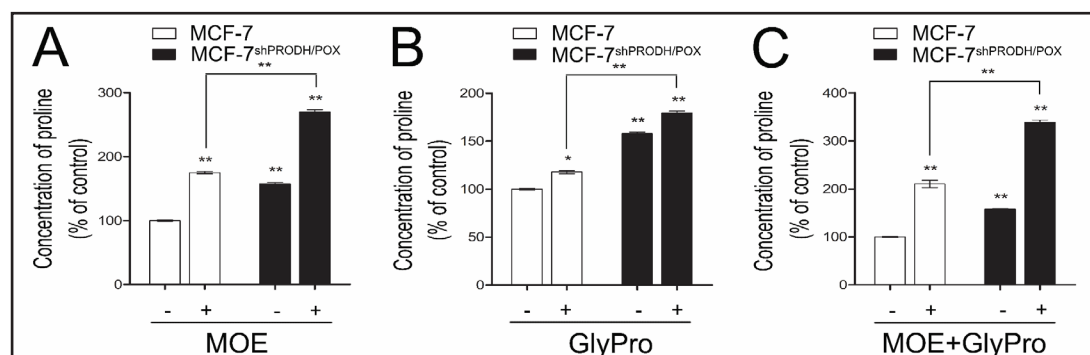 A
MCF-7
MCF-7shPRODH/POX
Concentration of proline
(% of control)
300
200
100
0
**
**
**
**
- + - +
MOE
B
MCF-7
MCF-7shPRODH/POX
Concentration of proline
(% of control)
200
150
100
50
0
**
*
**
**
- + - +
GlyPro
C
MCF-7
MCF-7shPRODH/POX
Concentration of proline
(% of control)
400
300
200
100
0
**
**
**
**
- + - +
MOE+GlyPro